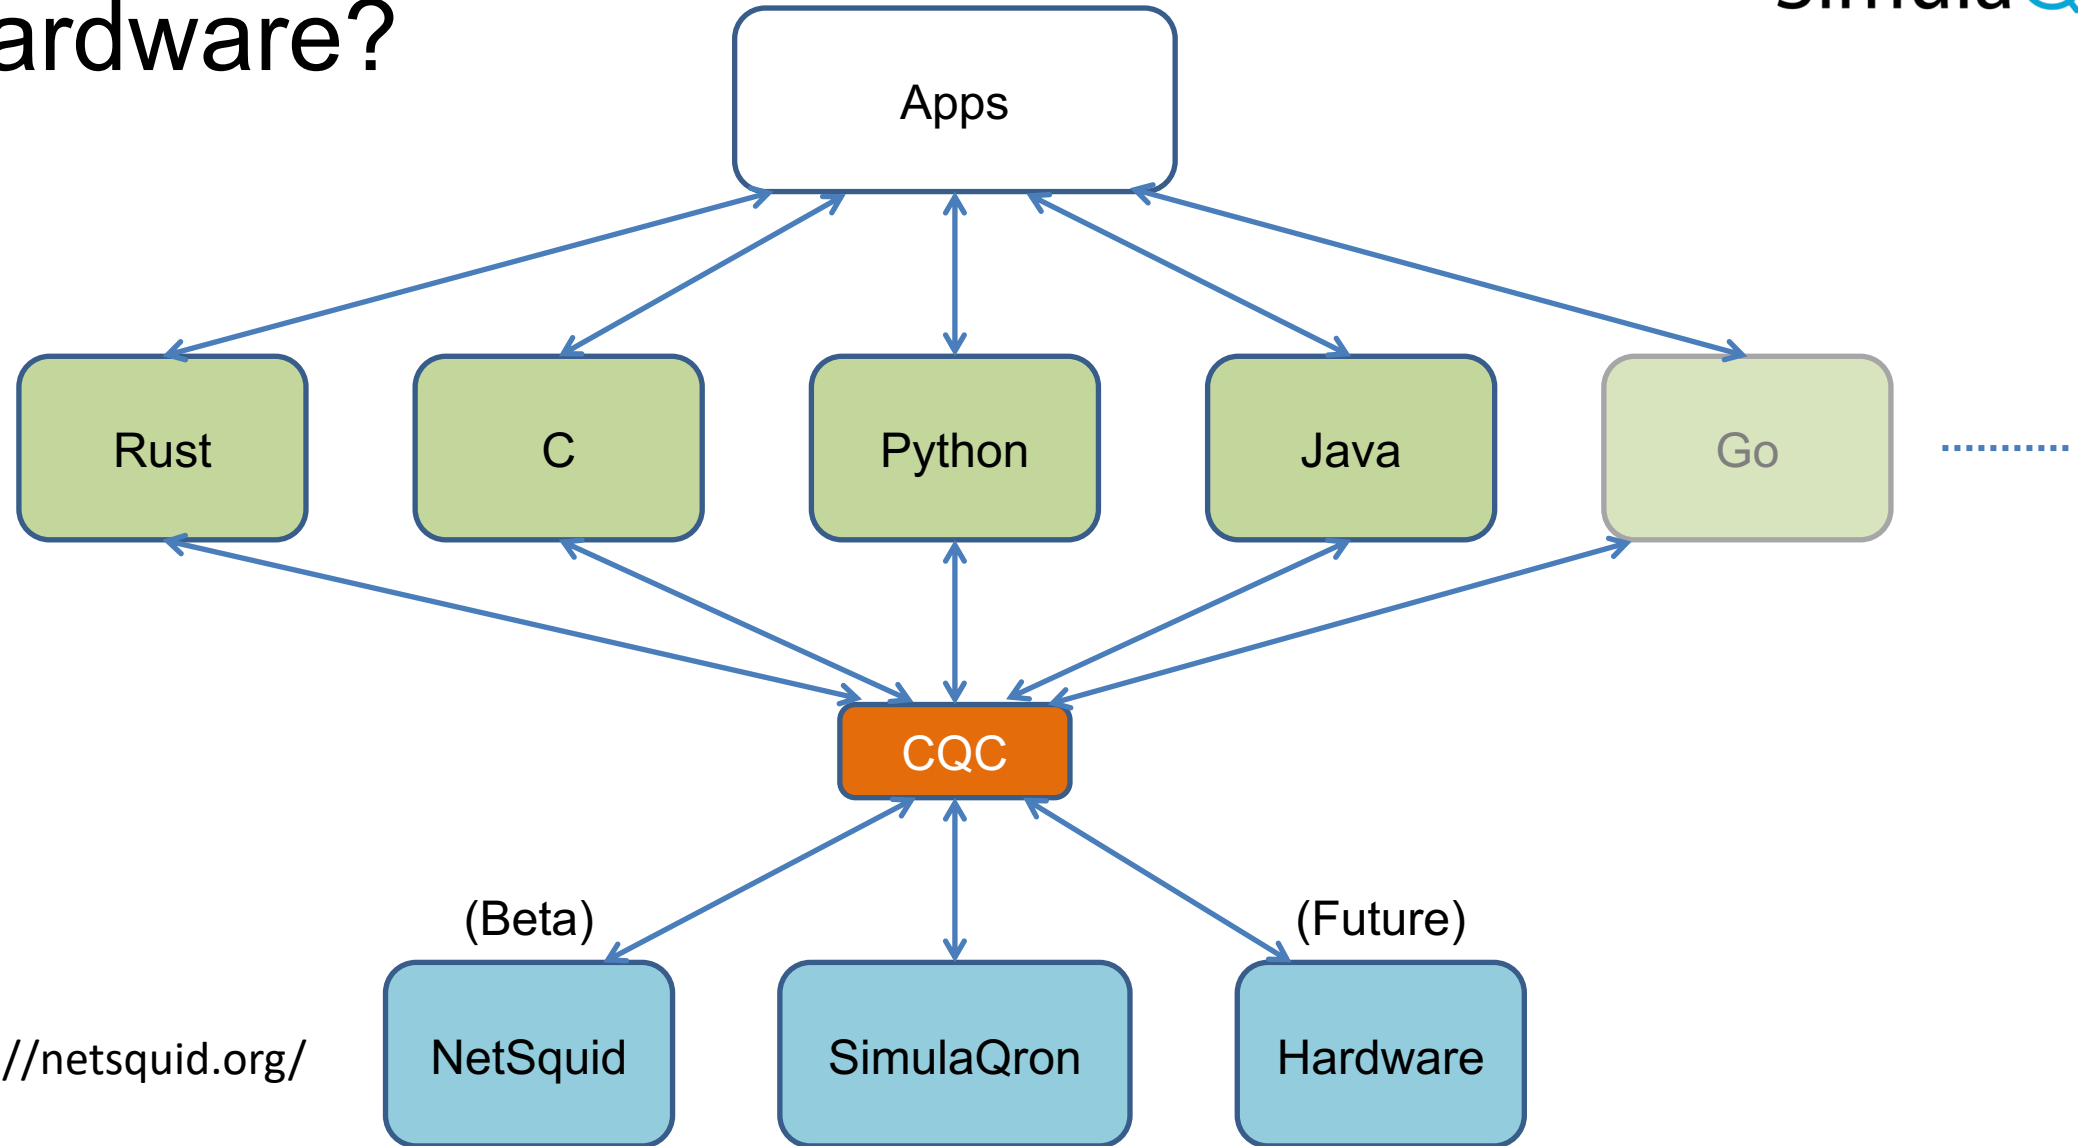 ardware?
Apps
Rust
C
Python
Java
Go
CQC
(Beta)
(Future)
//netsquid.org/
NetSquid
SimulaQron
Hardware